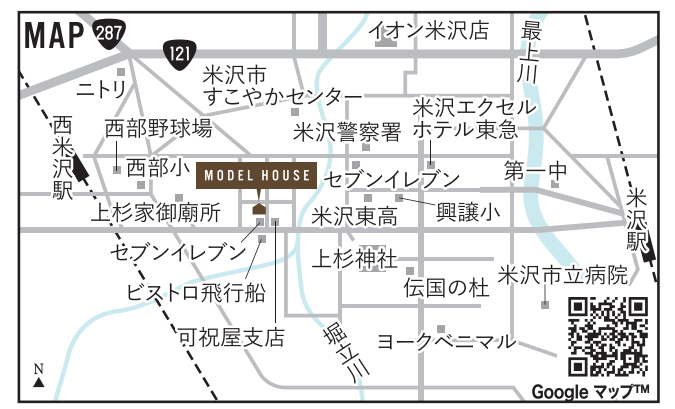 MAP 287
121
イオン米沢店
最上川
ニトリ
米沢市
すこやかセンター
西米沢駅
西部野球場
米沢警察署
米沢エクセル
ホテル東急
西部小
MODEL HOUSE
セブンイレブン
第一中
上杉家御廟所
米沢東高
興譲小
米沢駅
セブンイレブン
上杉神社
ビストロ飛行船
伝国の杜
米沢市立病院
可祝屋支店
堀立川
ヨークベニマル
N
Google マップ™